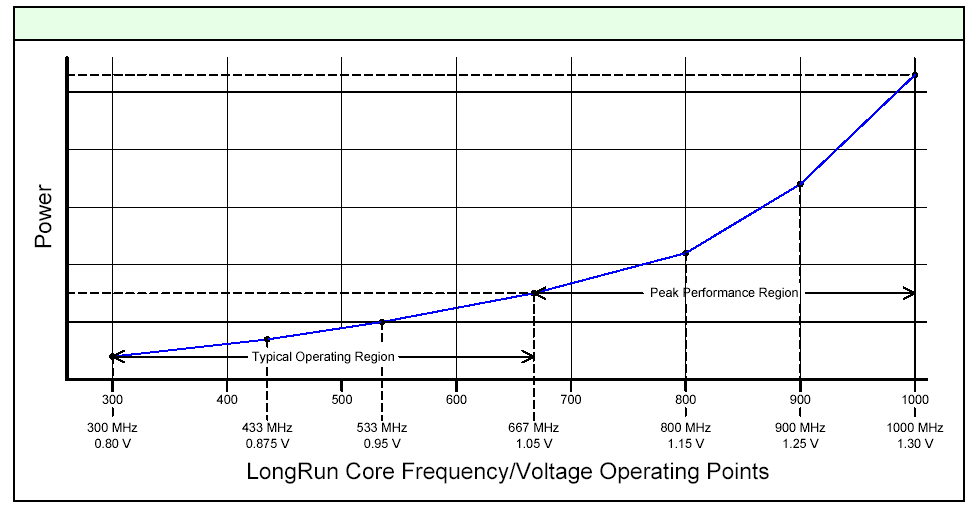 Power
Peak Performance Region
Typical Operating Region
300 400 500 600 700 800 900 1000
300 MHz 433 MHz 533 MHz 667 MHz 800 MHz 900 MHz 1000 MHz
0.80 V 0.875 V 0.95 V 1.05 V 1.15 V 1.25 V 1.30 V
LongRun Core Frequency/Voltage Operating Points